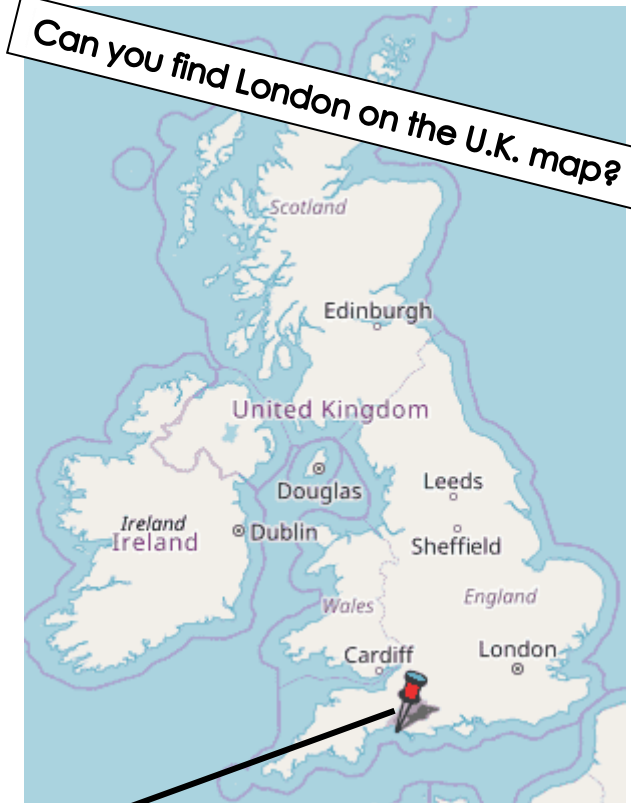 Can you find London on the U.K. map?
Scotland
Edinburgh
United Kingdom
Douglas
Leeds
Ireland
Ireland
Dublin
Sheffield
Wales
England
Cardiff
London